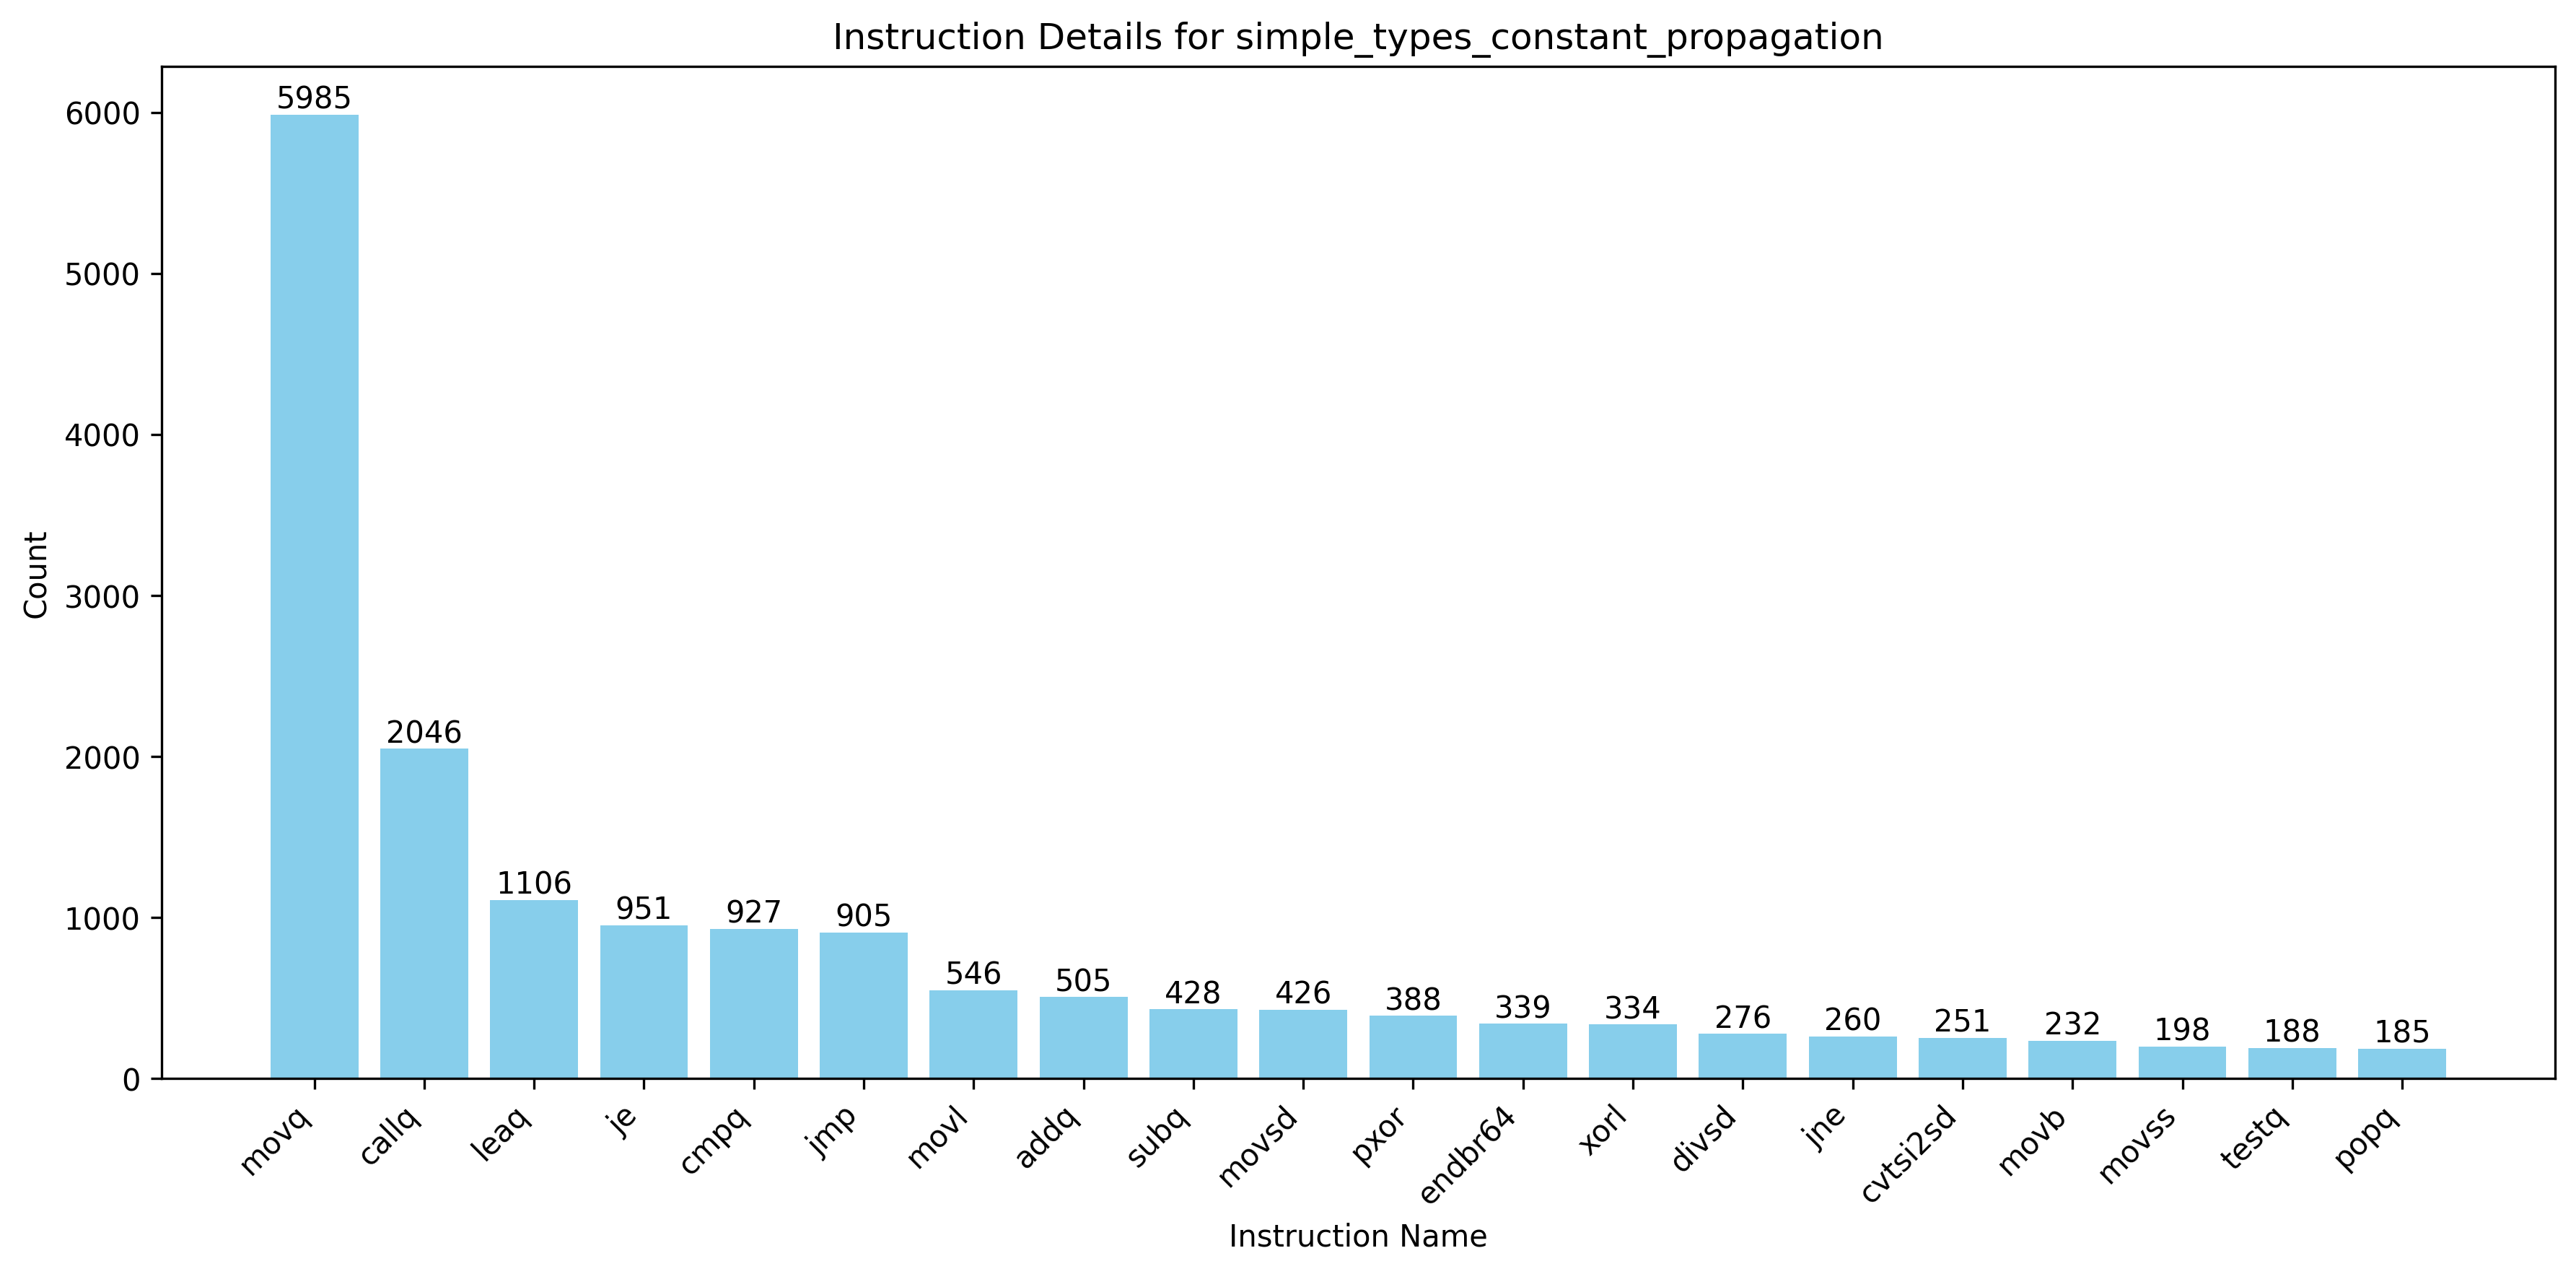 Instruction Details for simple_types_constant_propagation
Count
6000
5000
4000
3000
2000
1000
0
5985
2046
1106
951
927
905
546
505
428
426
388
339
334
276
260
251
232
198
188
185
movq
callq
leaq
je
cmpq
jmp
movl
addq
subq
movsd
pxor
endbr64
xorl
divsd
jne
cvtsi2sd
movb
movss
testq
popq
Instruction Name